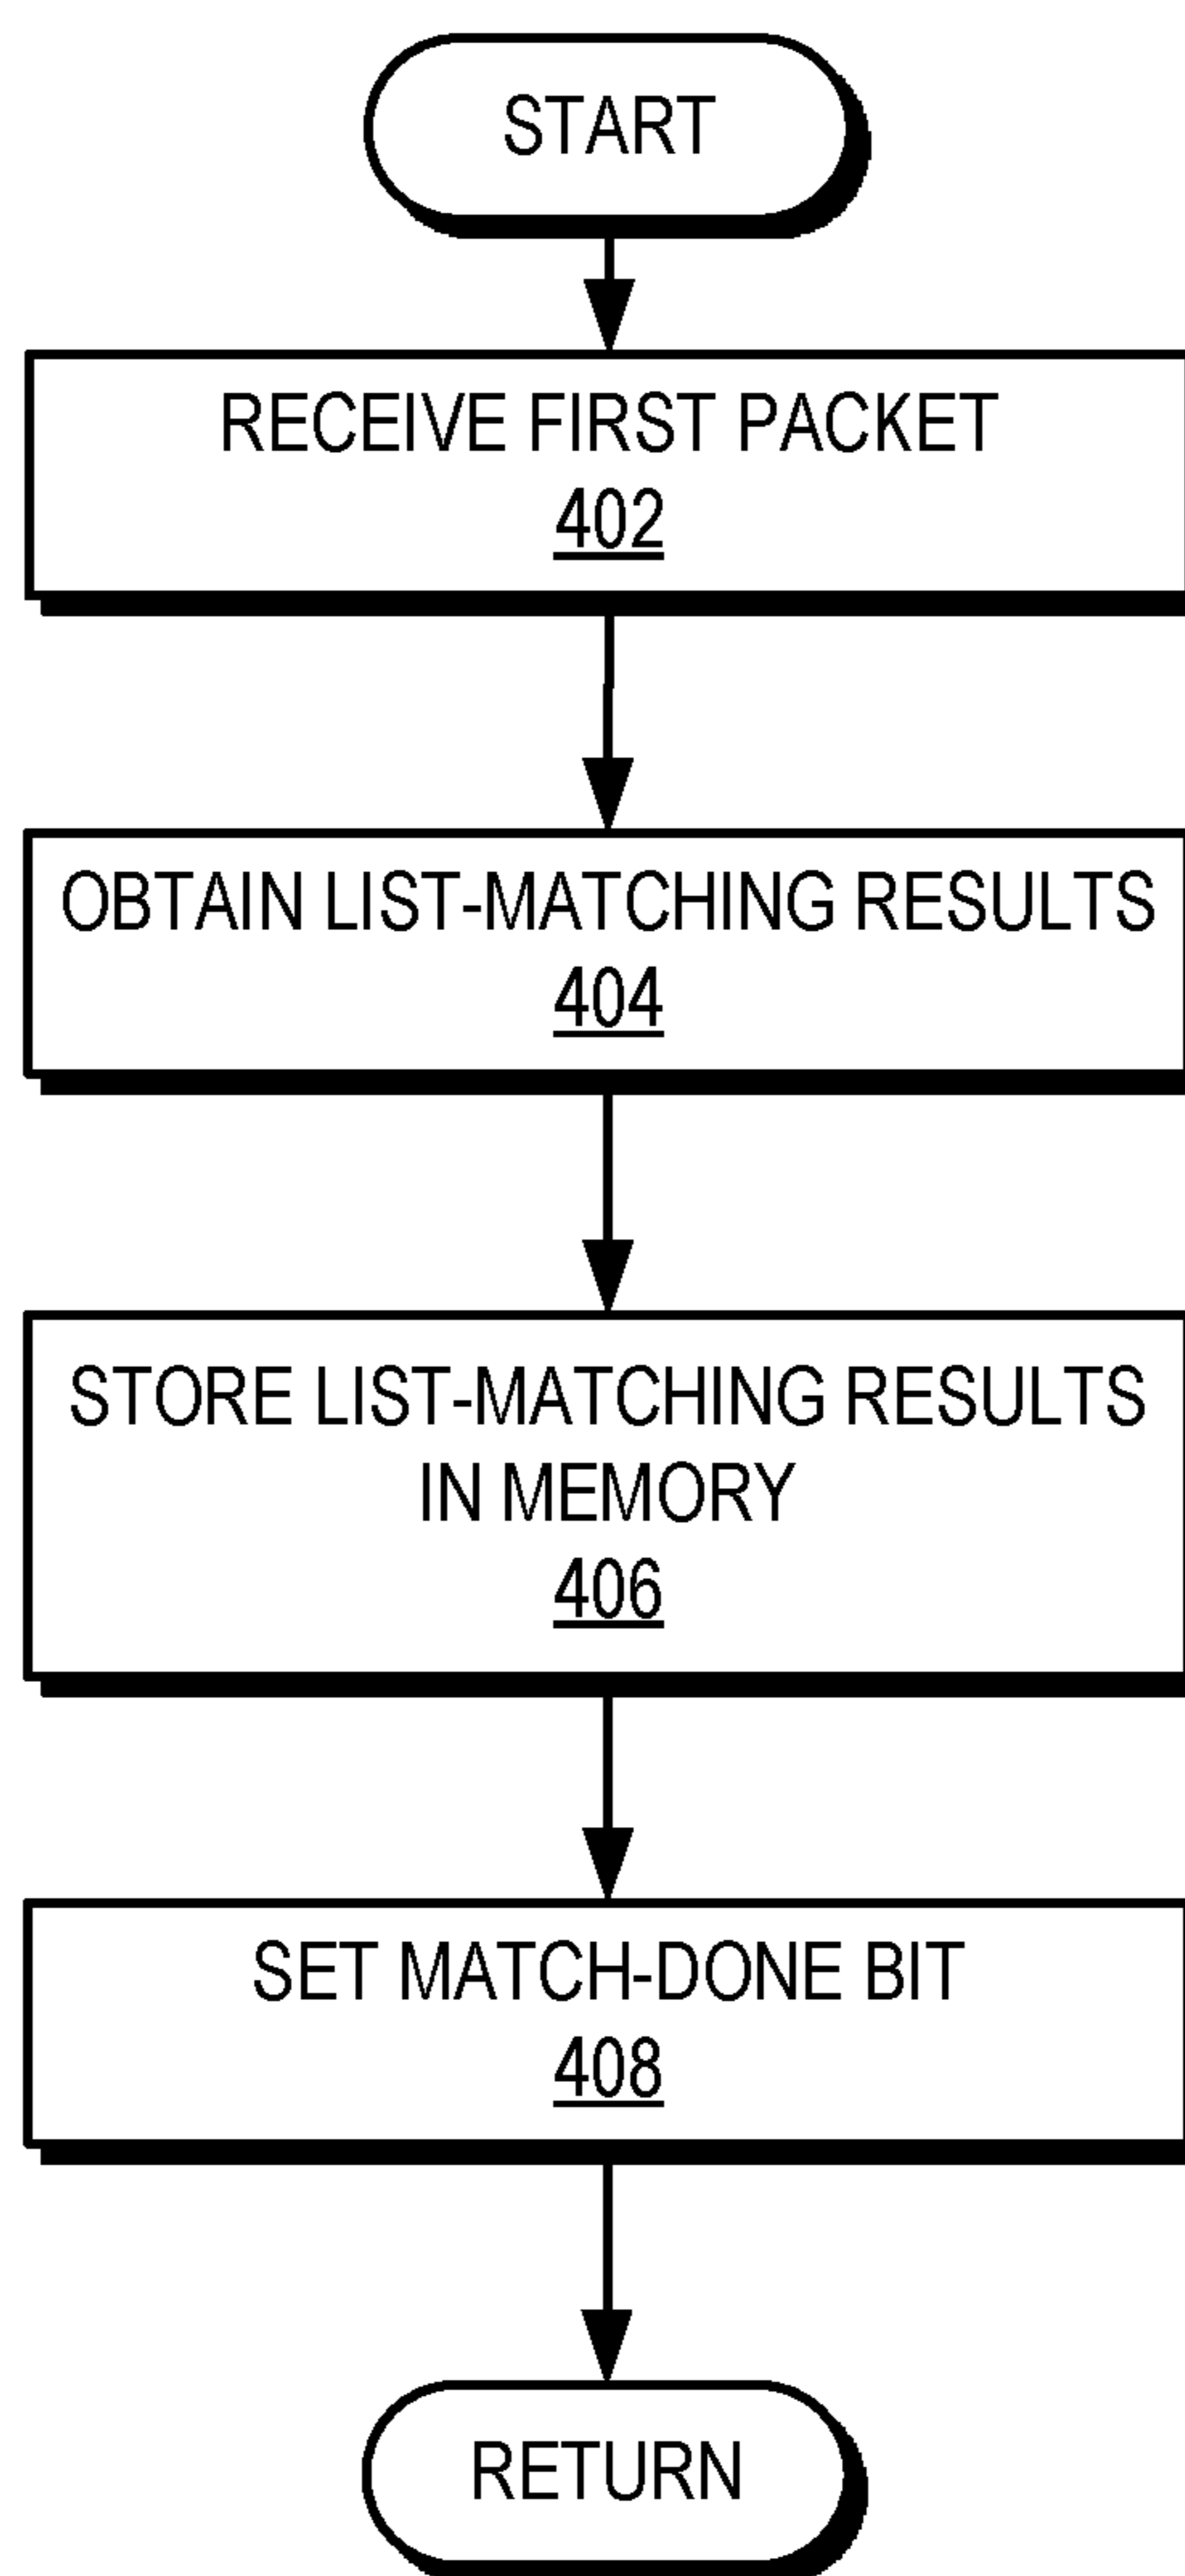 START
RECEIVE FIRST PACKET
402
OBTAIN LIST-MATCHING RESULTS
404
STORE LIST-MATCHING RESULTS
IN MEMORY
406
SET MATCH-DONE BIT
408
RETURN